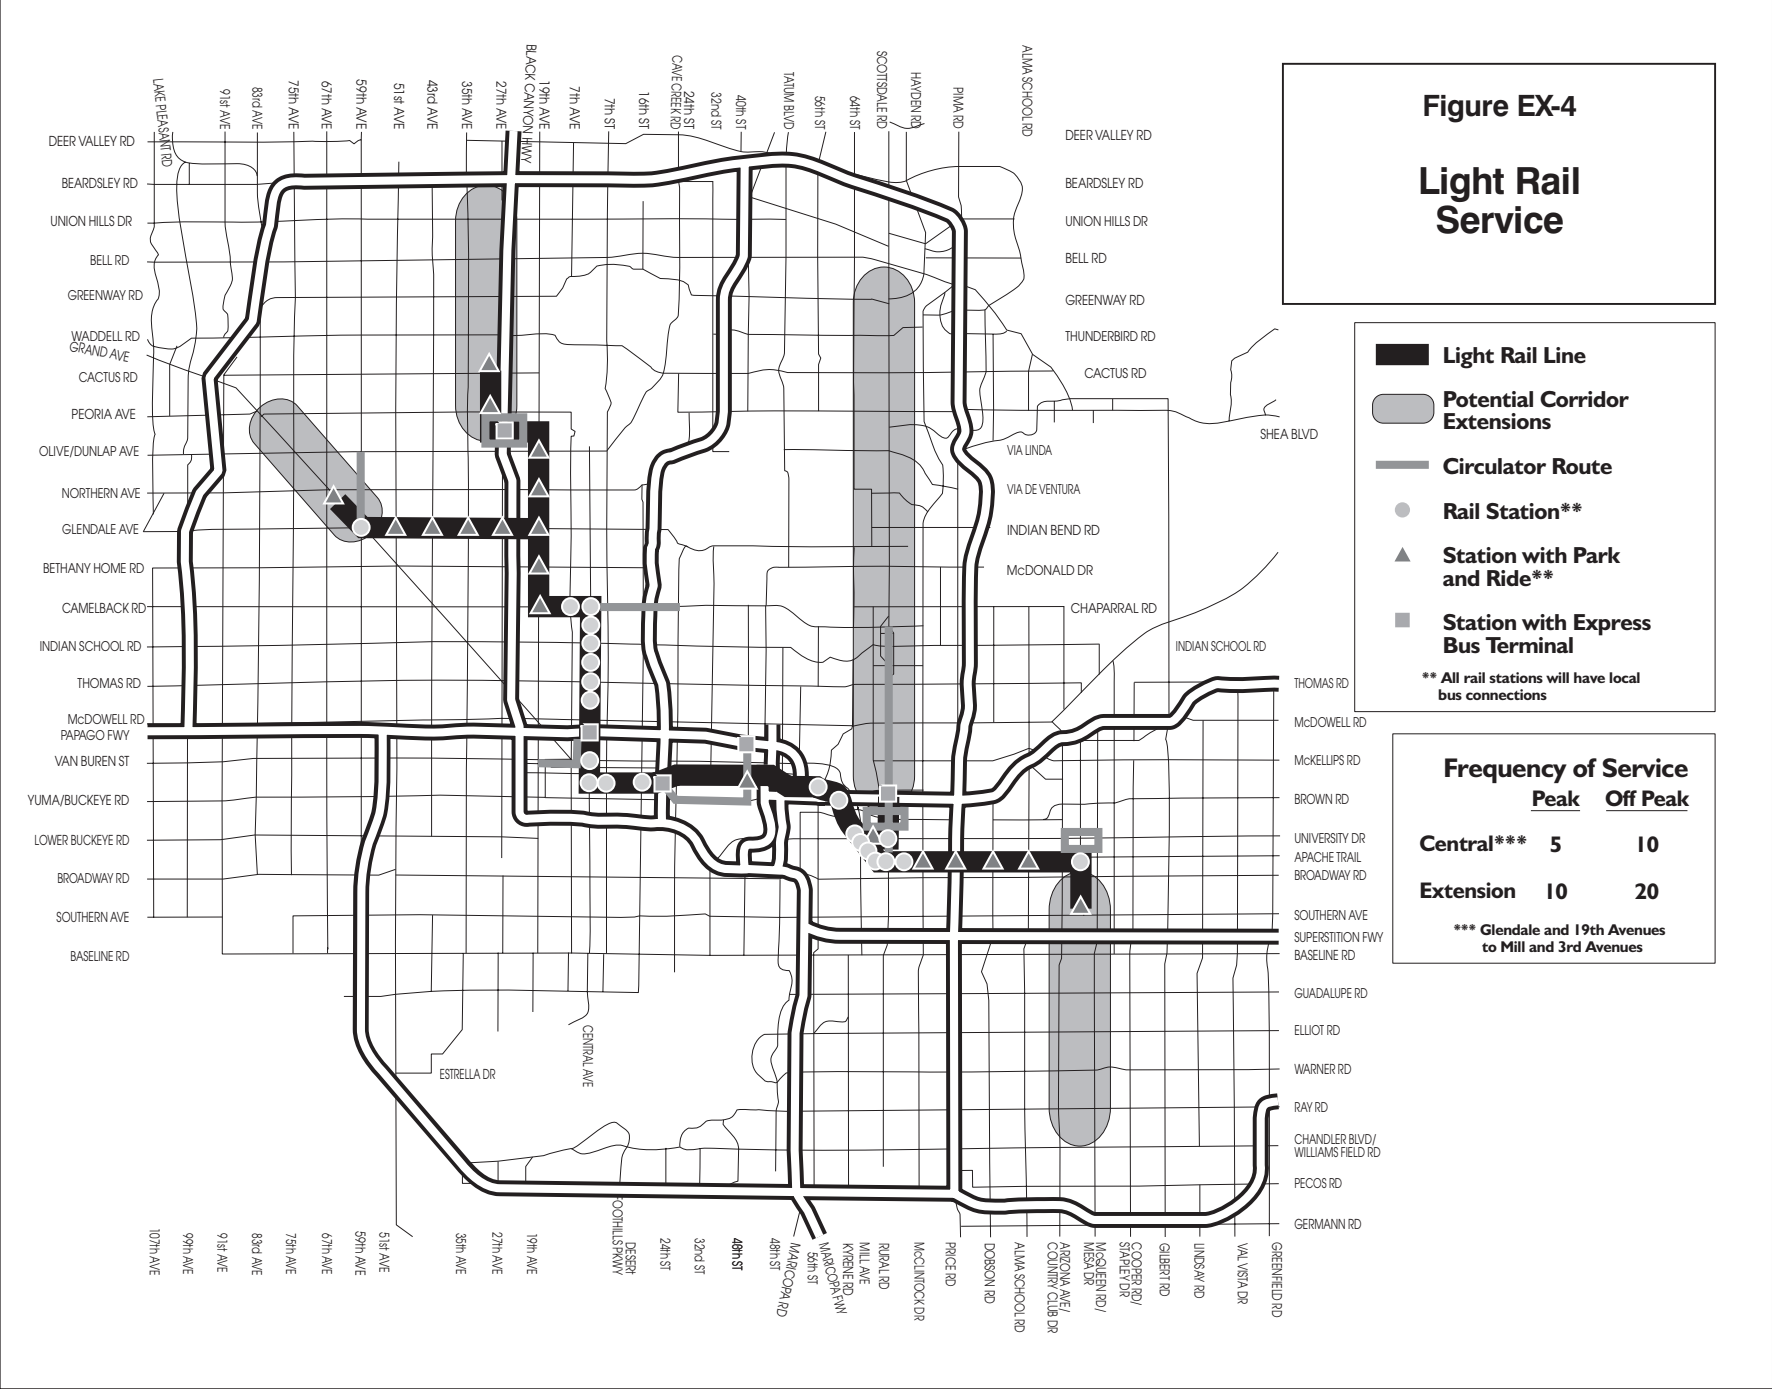 Figure EX-4
Light Rail
Service
Light Rail Line
Potential Corridor
Extensions
Circulator Route
Rail Station**
Station with Park
and Ride**
Station with Express
Bus Terminal
** All rail stations will have local
bus connections
Frequency of Service
Peak Off Peak
Central*** 5 10
Extension 10 20
*** Glendale and 19th Avenues
to Mill and 3rd Avenues
LAKE PLEASANT RD
91st AVE
83rd AVE
75th AVE
67th AVE
59th AVE
51st AVE
43rd AVE
35th AVE
27th AVE
BLACK CANYON HWY
19th AVE
7th AVE
7th ST
16th ST
CAVE CREEK RD
24th ST
32nd ST
40th ST
TATUM BLVD
56th ST
64th ST
SCOTTSDALE RD
HAYDEN RD
PIMA RD
ALMA SCHOOL RD
DEER VALLEY RD
BEARDSLEY RD
UNION HILLS DR
BELL RD
GREENWAY RD
WADDELL RD
GRAND AVE
CACTUS RD
PEORIA AVE
OLIVE/DUNLAP AVE
NORTHERN AVE
GLENDALE AVE
BETHANY HOME RD
CAMELBACK RD
INDIAN SCHOOL RD
THOMAS RD
McDOWELL RD
PAPAGO FWY
VAN BUREN ST
YUMA/BUCKEYE RD
LOWER BUCKEYE RD
BROADWAY RD
SOUTHERN AVE
BASELINE RD
DEER VALLEY RD
BEARDSLEY RD
UNION HILLS DR
BELL RD
GREENWAY RD
THUNDERBIRD RD
CACTUS RD
SHEA BLVD
VIA LINDA
VIA DE VENTURA
INDIAN BEND RD
McDONALD DR
CHAPARRAL RD
INDIAN SCHOOL RD
THOMAS RD
McDOWELL RD
McKELLIPS RD
BROWN RD
UNIVERSITY DR
APACHE TRAIL
BROADWAY RD
SOUTHERN AVE
SUPERSTITION FWY
BASELINE RD
GUADALUPE RD
ELLIOT RD
WARNER RD
RAY RD
CHANDLER BLVD/
WILLIAMS FIELD RD
PECOS RD
GERMANN RD
ESTRELLA DR
CENTRAL AVE
107th AVE
99th AVE
91st AVE
83rd AVE
75th AVE
67th AVE
59th AVE
51st AVE
35th AVE
27th AVE
19th AVE
DESERT
FOOTHILLS PKWY
24th ST
32nd ST
48th ST
48th ST
MARICOPA RD
56th ST
MARICOPA FWY
KYRENE RD
MILL AVE
RURAL RD
McCLINTOCK DR
PRICE RD
DOBSON RD
ALMA SCHOOL RD
ARIZONA AVE/
COUNTRY CLUB DR
McQUEEN RD/
MESA DR
COOPER RD/
STAPLEY DR
GILBERT RD
LINDSAY RD
VAL VISTA DR
GREENFIELD RD